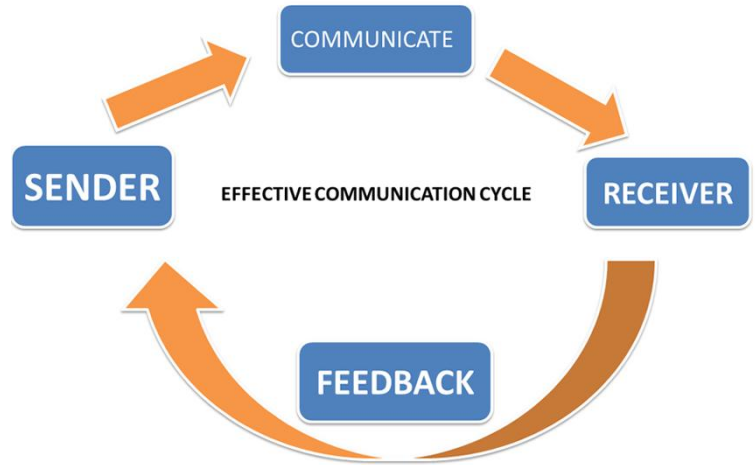 COMMUNICATE
SENDER
EFFECTIVE COMMUNICATION CYCLE
RECEIVER
FEEDBACK